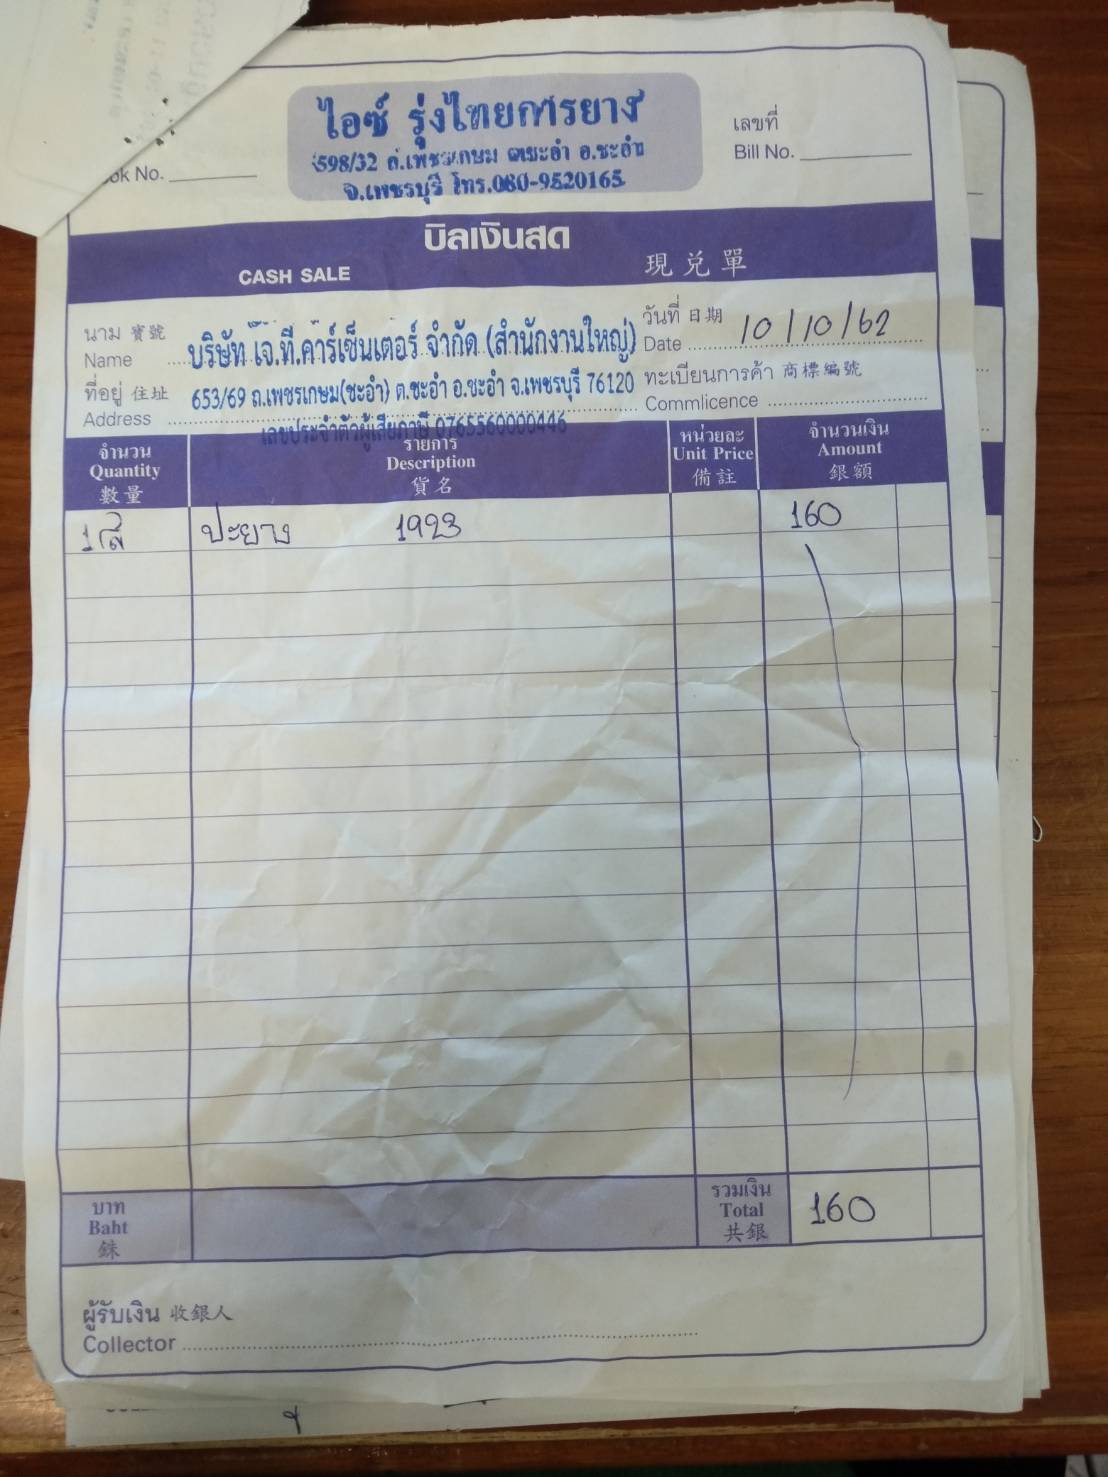 ไอซ์ รุ่งไทยการยาง
598/32 ถ.เพชรเกษม ต.ชะอำ อ.ชะอำ
จ.เพชรบุรี โทร.080-9520165
เลขที่
Bill No.
ok No.
บิลเงินสด
CASH SALE 現兑單
นาม 寶號
Name บริษัท เจ.ที.คาร์เซ็นเตอร์ จำกัด (สำนักงานใหญ่)
วันที่ 日期
Date 10/10/62
ที่อยู่ 住址
Address 653/69 ถ.เพชรเกษม(ชะอำ) ต.ชะอำ อ.ชะอำ จ.เพชรบุรี 76120
เลขประจำตัวผู้เสียภาษี 0765560000446
ทะเบียนการค้า 商標編號
Commlicence
จำนวน รายการ หน่วยละ จำนวนเงิน
Quantity Description Unit Price Amount
數量 貨名 備註 銀額
1 ปะยาง 1923 160
บาท รวมเงิน
Baht Total 160
銖 共銀
ผู้รับเงิน 收銀人
Collector